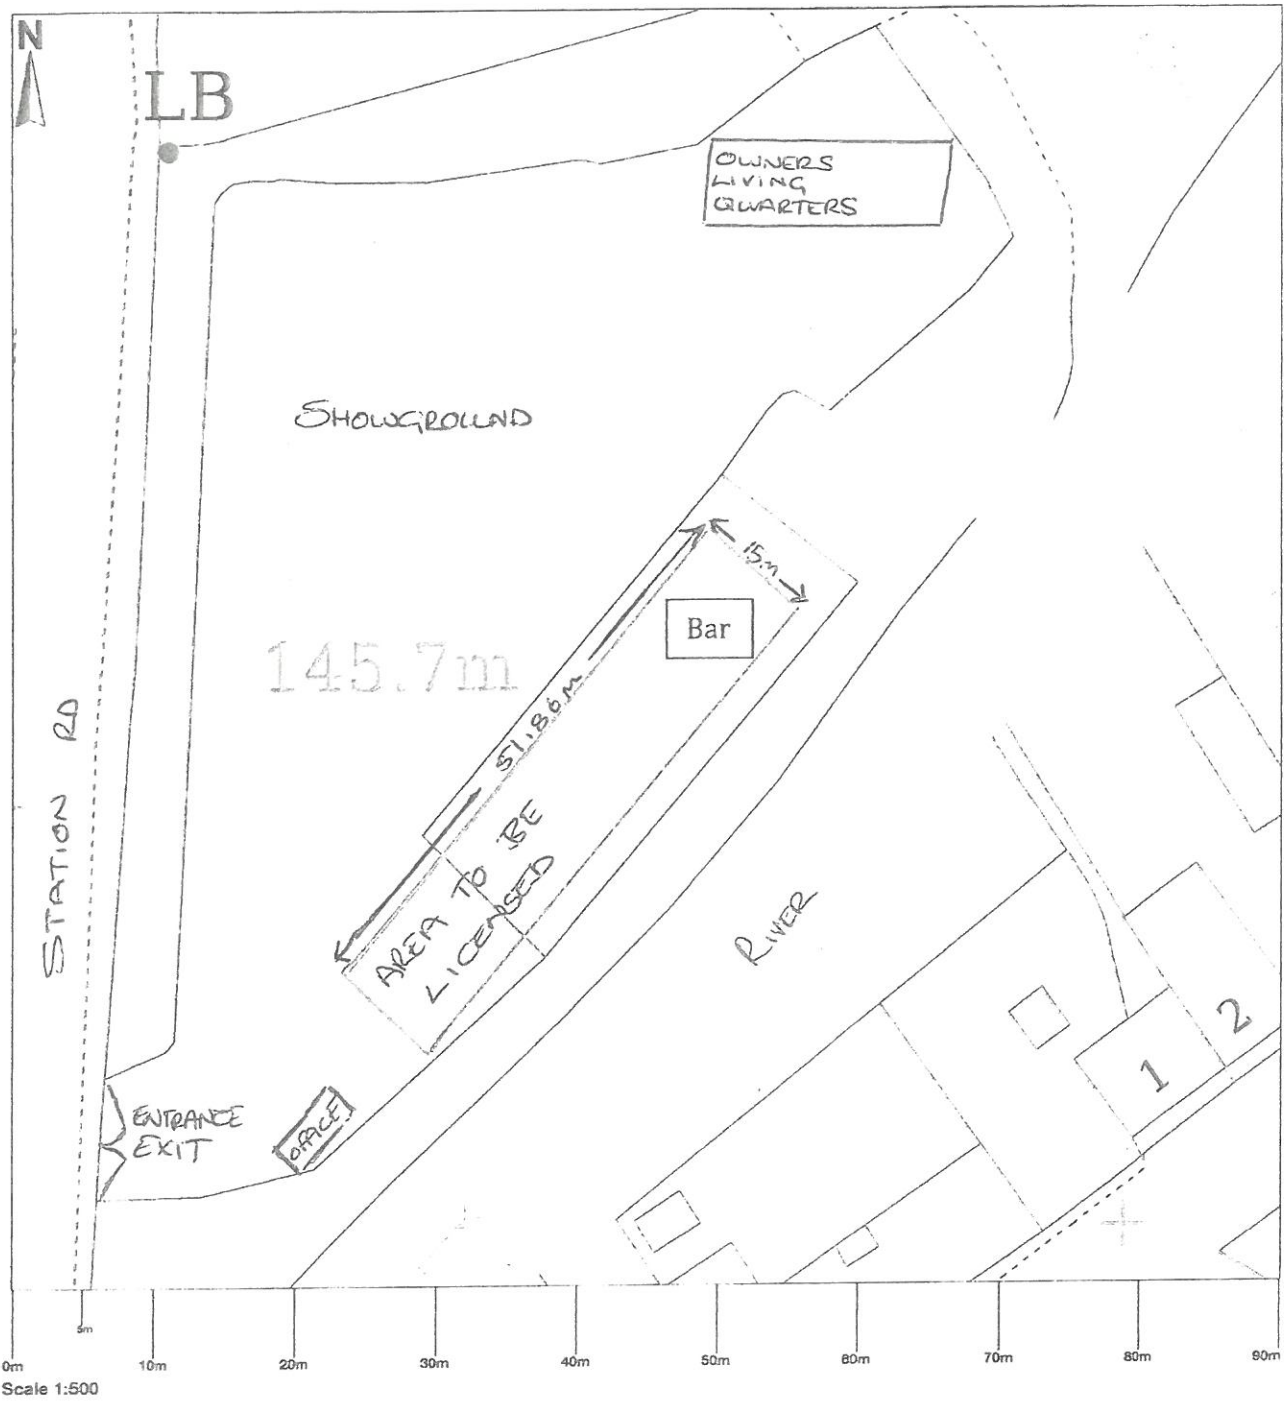 N
LB
OWNERS
LIVING
QUARTERS
SHOWGROUND
15m
Bar
145.7m
51.86m
STATION RD
AREA TO BE
LICENSED
RIVER
2
1
ENTRANCE
EXIT
OFFICE
5m
0m 10m 20m 30m 40m 50m 60m 70m 80m 90m
Scale 1:500